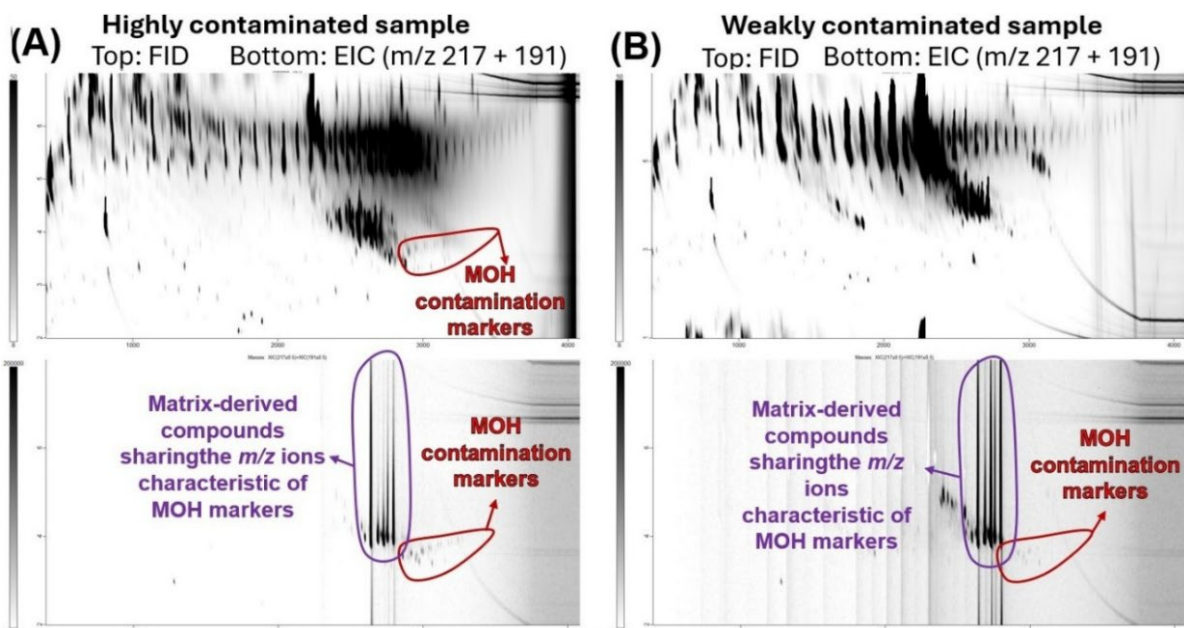 (A)
Highly contaminated sample
Top: FID Bottom: EIC (m/z 217 + 191)
MOH
contamination
markers
1000
2000
3000
4000
Matrix-derived
compounds
sharingthe m/z ions
characteristic of
MOH markers
MOH
contamination
markers
200000
(B)
Weakly contaminated sample
Top: FID Bottom: EIC (m/z 217 + 191)
1000
2000
3000
4000
Matrix-derived
compounds
sharingthe m/z
ions
characteristic of
MOH markers
MOH
contamination
markers
200000